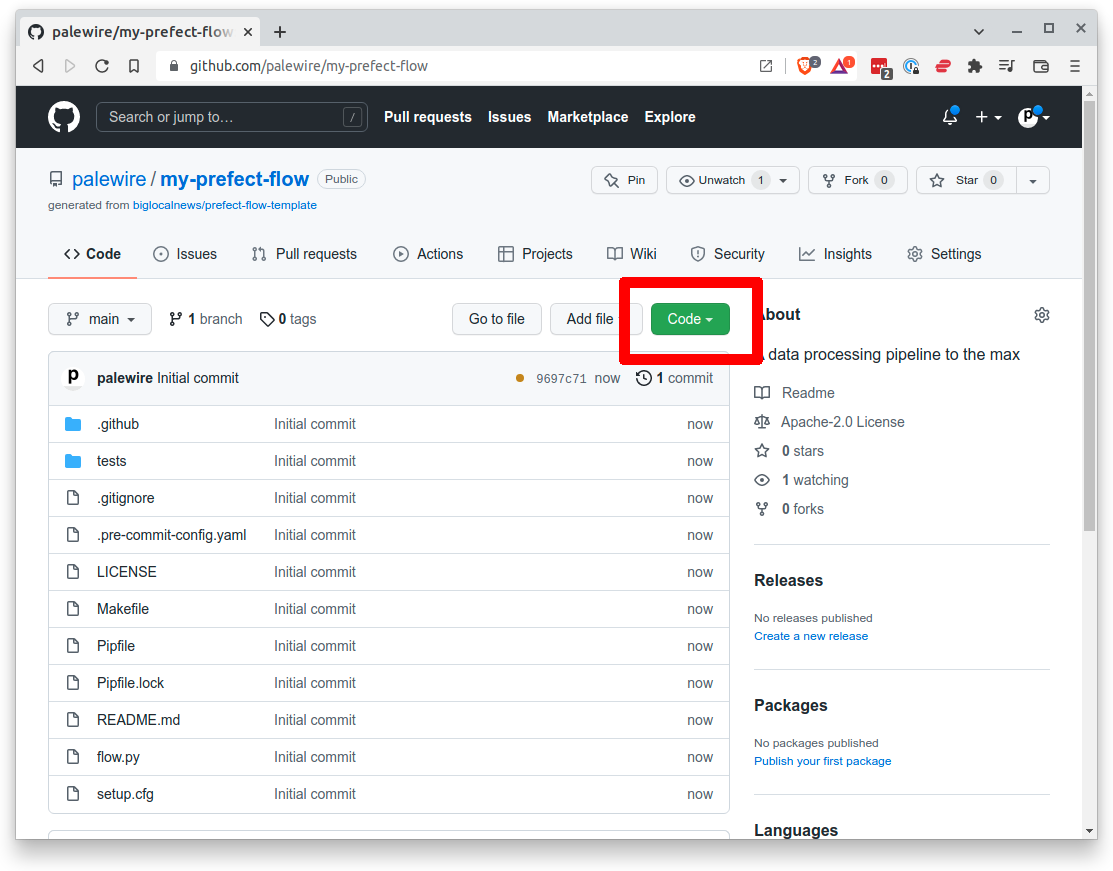 palewire/my-prefect-flow
github.com/palewire/my-prefect-flow
2
1
2
Search or jump to…
/
Pull requests
Issues
Marketplace
Explore
palewire / my-prefect-flow
Public
generated from biglocalnews/prefect-flow-template
Pin
Unwatch 1
Fork 0
Star 0
Code
Issues
Pull requests
Actions
Projects
Wiki
Security
Insights
Settings
main
1 branch
0 tags
Go to file
Add file
Code
p
palewire Initial commit
9697c71 now
1 commit
.github Initial commit now
tests Initial commit now
.gitignore Initial commit now
.pre-commit-config.yaml Initial commit now
LICENSE Initial commit now
Makefile Initial commit now
Pipfile Initial commit now
Pipfile.lock Initial commit now
README.md Initial commit now
flow.py Initial commit now
setup.cfg Initial commit now
bout
data processing pipeline to the max
Readme
Apache-2.0 License
0 stars
1 watching
0 forks
Releases
No releases published
Create a new release
Packages
No packages published
Publish your first package
Languages